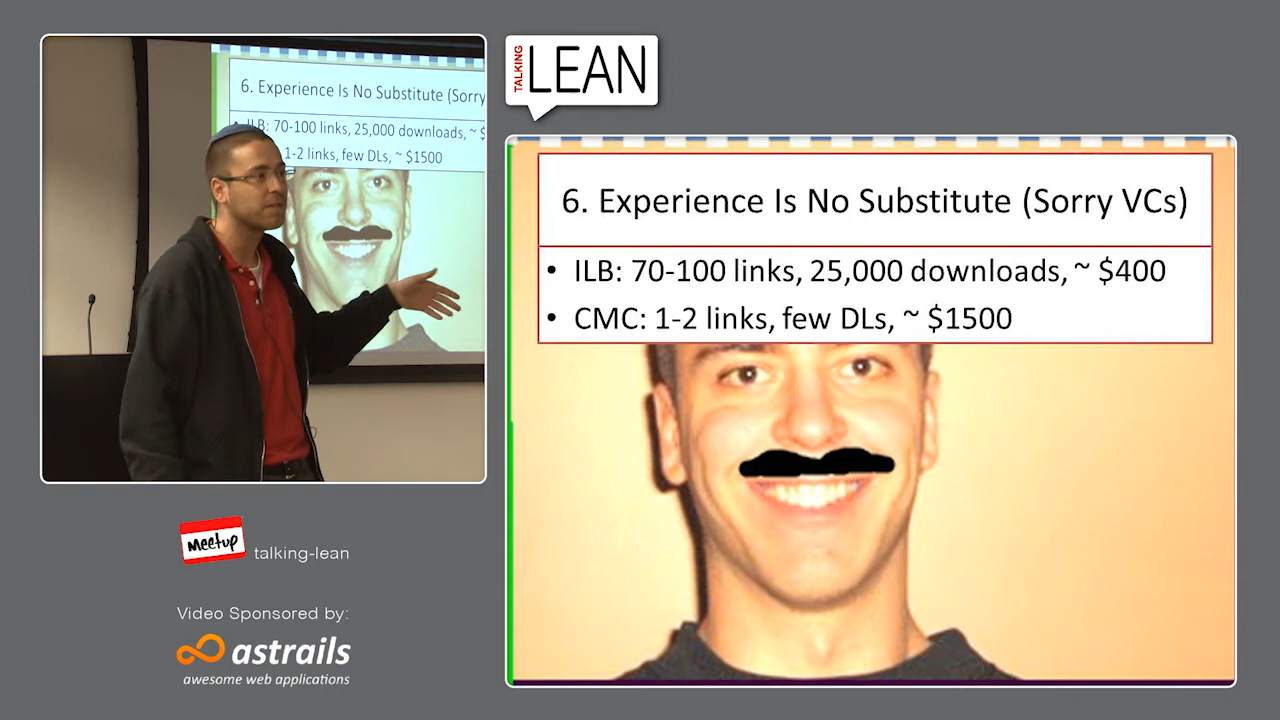 6. Experience Is No Substitute (Sorry
ILB: 70-100 links, 25,000 downloads, ~ $
1-2 links, few DLs, ~ $1500
TALKING
LEAN
6. Experience Is No Substitute (Sorry VCs)
• ILB: 70-100 links, 25,000 downloads, ~ $400
• CMC: 1-2 links, few DLs, ~ $1500
meetup
talking-lean
Video Sponsored by:
astrails
awesome web applications